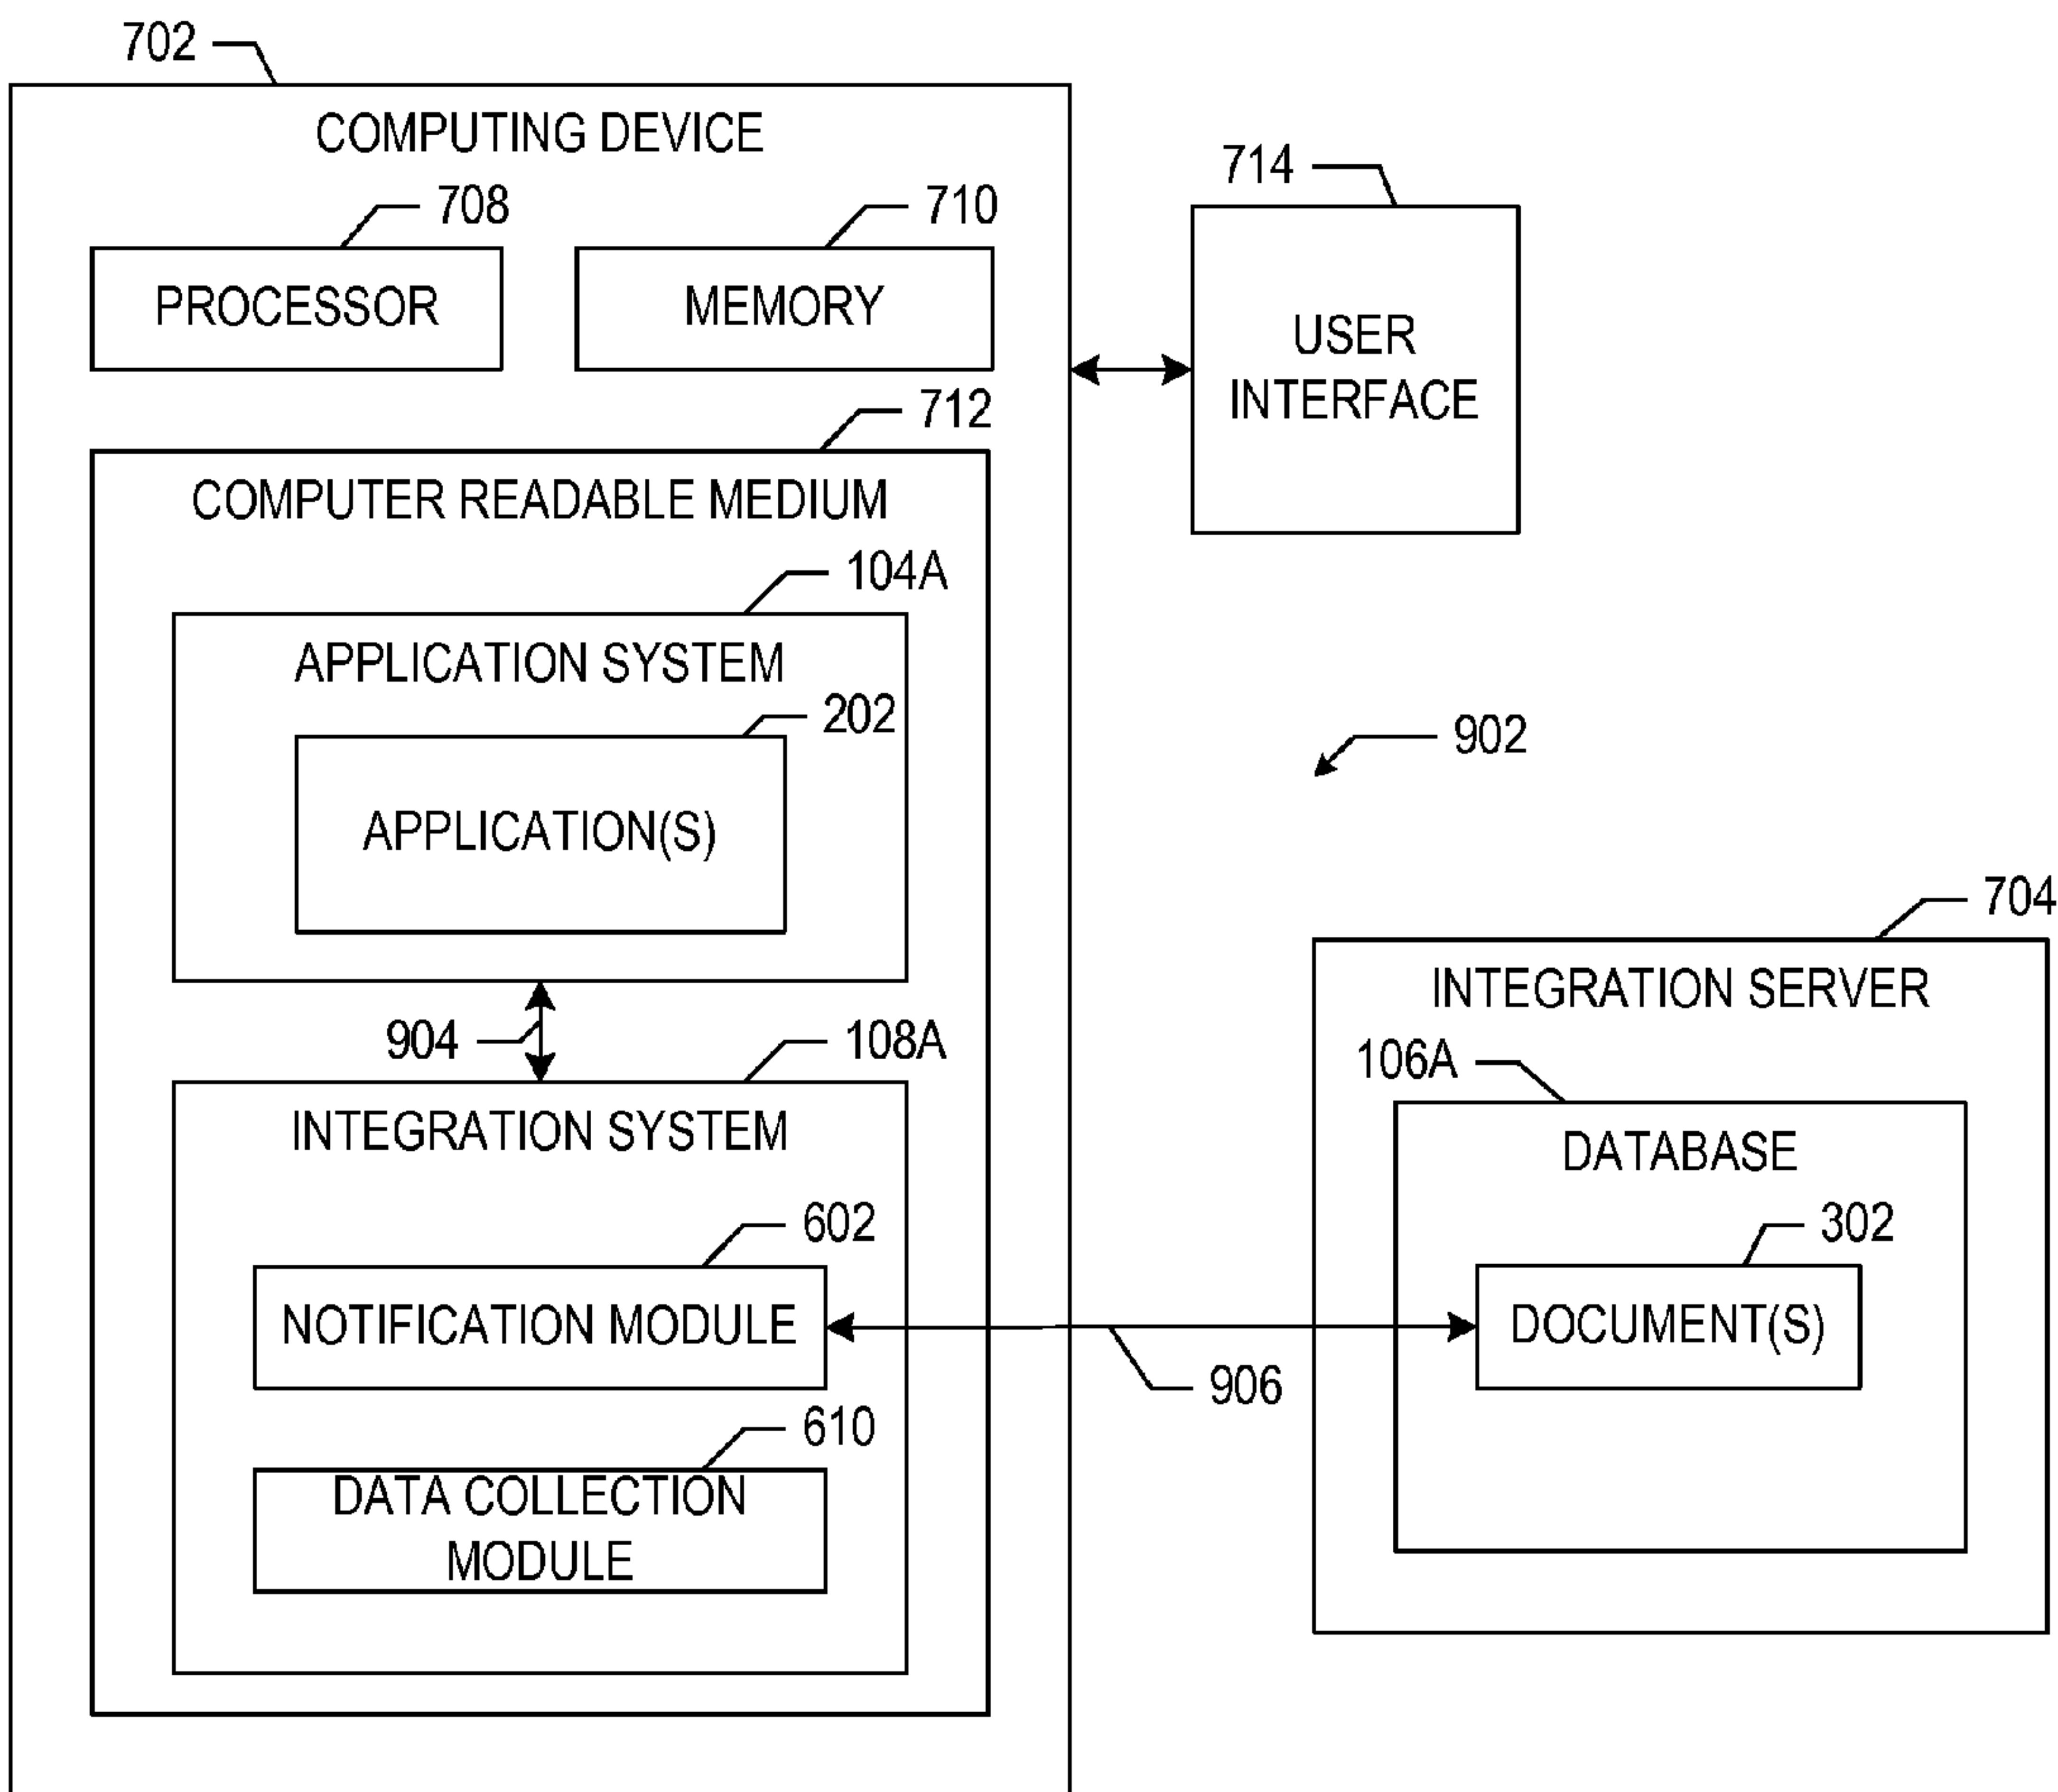 702
COMPUTING DEVICE
708
710
714
PROCESSOR
MEMORY
USER
INTERFACE
712
COMPUTER READABLE MEDIUM
104A
APPLICATION SYSTEM
202
APPLICATION(S)
902
704
INTEGRATION SERVER
904
108A
106A
INTEGRATION SYSTEM
DATABASE
602
302
NOTIFICATION MODULE
DOCUMENT(S)
906
610
DATA COLLECTION
MODULE